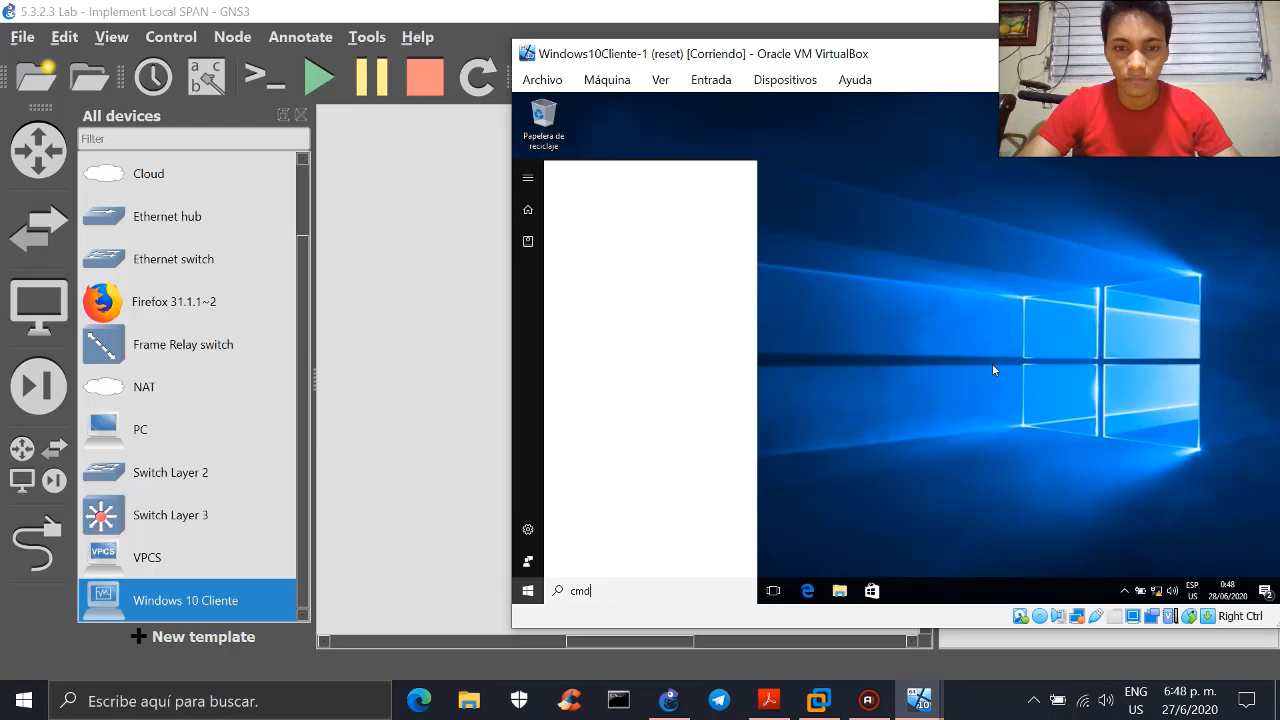 5.3.2.3 Lab - Implement Local SPAN - GNS3
File Edit View Control Node Annotate Tools Help
All devices
Filter
Cloud
Ethernet hub
Ethernet switch
Firefox 31.1.1~2
Frame Relay switch
NAT
PC
Switch Layer 2
Switch Layer 3
VPCS
VPCS
Windows 10 Cliente
New template
Windows10Cliente-1 (reset) [Corriendo] - Oracle VM VirtualBox
Archivo Máquina Ver Entrada Dispositivos Ayuda
Papelera de
reciclaje
cmd
ESP
US
0:48
28/06/2020
2
Right Ctrl
Escribe aquí para buscar.
ENG
US
6:48 p. m.
27/6/2020